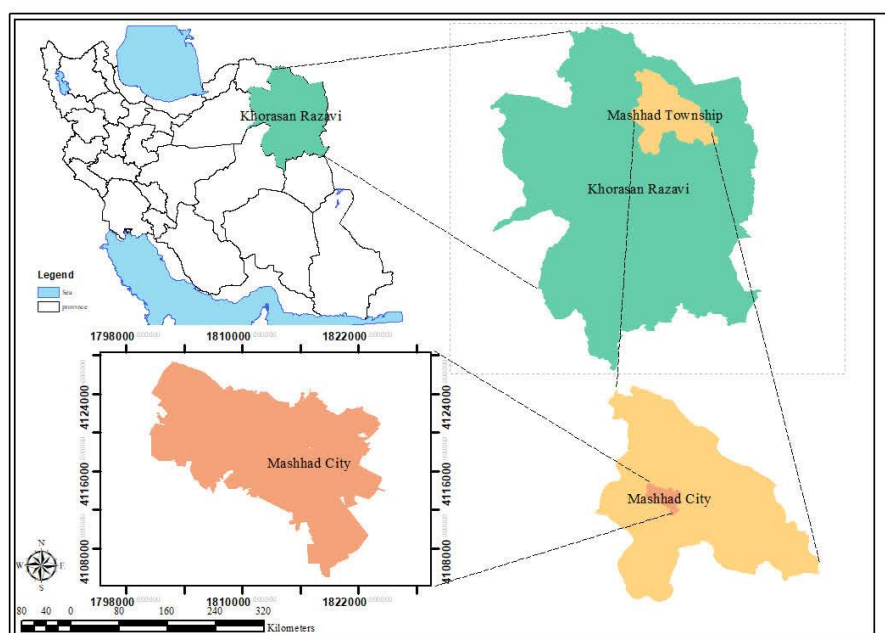 Khorasan Razavi
Legend
Sea
province
Mashhad Township
Khorasan Razavi
1798000 1810000 1822000
4124000
4116000
4108000
Mashhad City
4124000
4116000
4108000
1798000 1810000 1822000
Mashhad City
N
W E
S
80 40 0 80 160 240 320
Kilometers